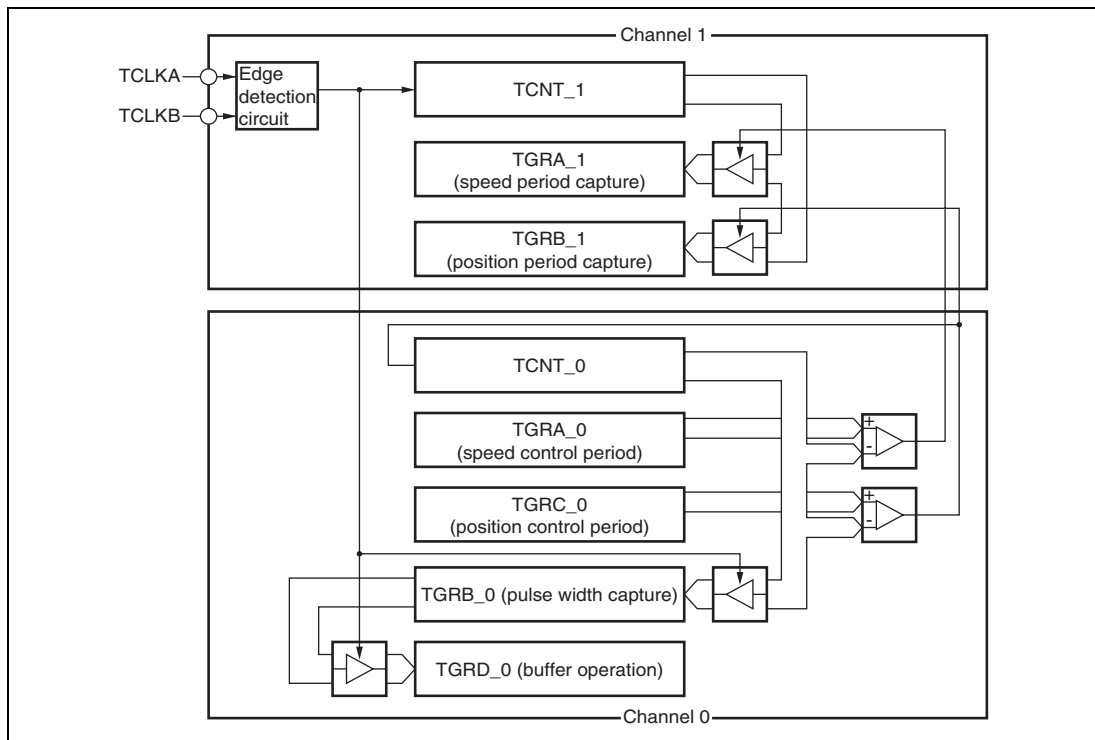 Channel 1
TCLKA
TCLKB
Edge
detection
circuit
TCNT_1
TGRA_1
(speed period capture)
TGRB_1
(position period capture)
TCNT_0
TGRA_0
(speed control period)
+
-
TGRC_0
(position control period)
+
-
TGRB_0 (pulse width capture)
TGRD_0 (buffer operation)
Channel 0